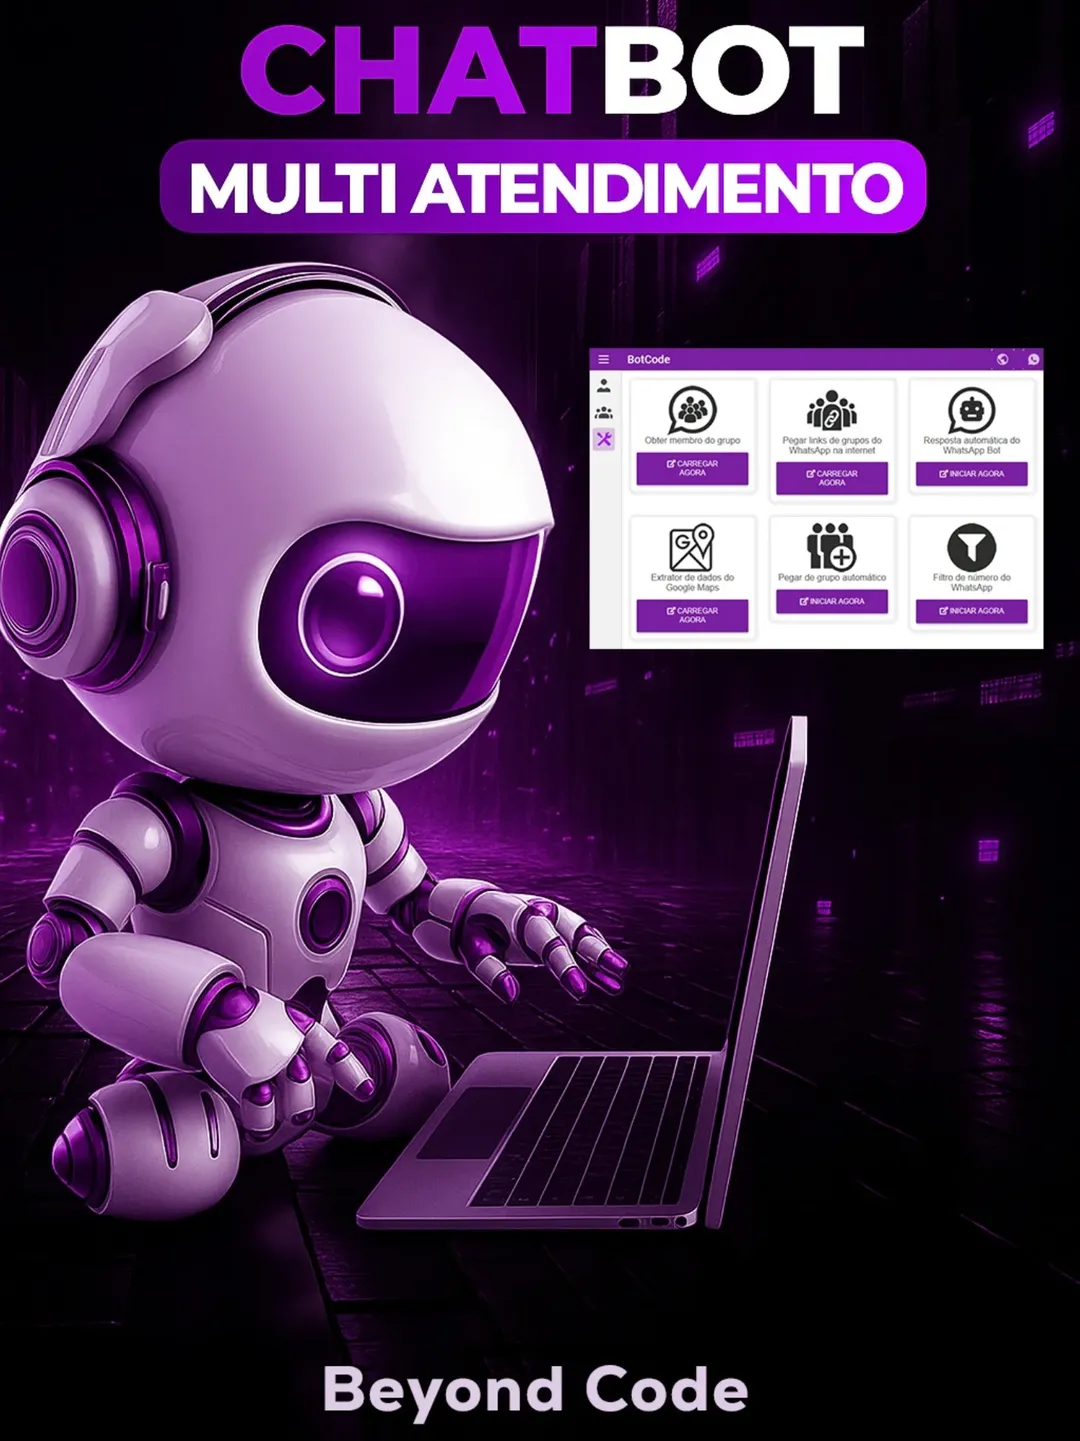 CHATBOT
MULTI ATENDIMENTO
BotCode
Obter membro do grupo
CARREGAR
AGORA
Pegar links de grupos do
WhatsApp na internet
CARREGAR
AGORA
Resposta automática do
WhatsApp Bot
INICIAR AGORA
G
Extrator de dados do
Google Maps
CARREGAR
AGORA
Pegar de grupo automático
INICIAR AGORA
Filtro de número do
WhatsApp
INICIAR AGORA
Beyond Code